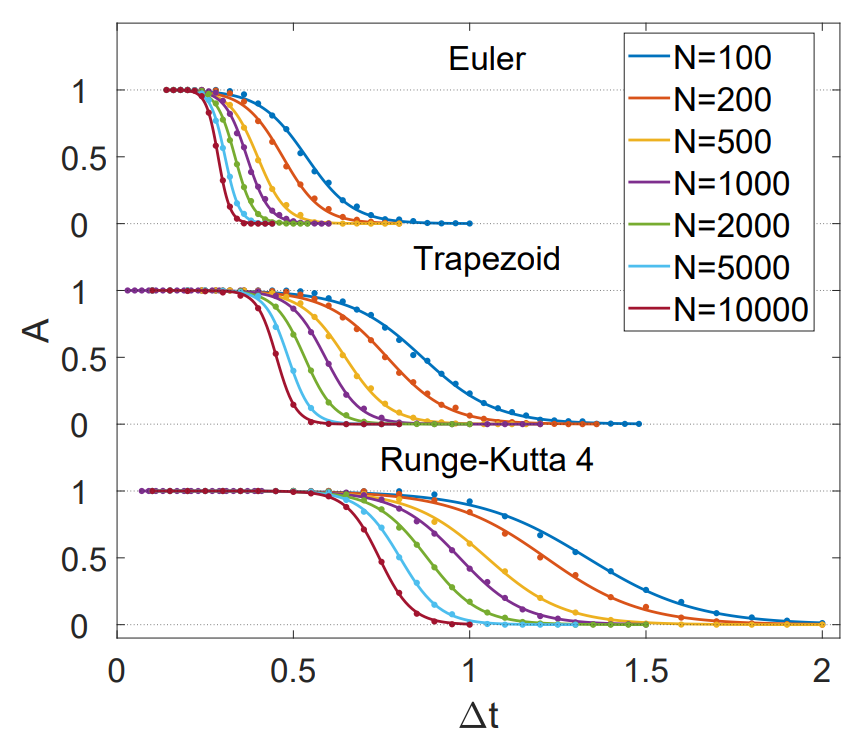 Euler
N=100
N=200
N=500
N=1000
N=2000
N=5000
N=10000
1
0.5
0
Trapezoid
1
0.5
0
A
Runge-Kutta 4
1
0.5
0
0 0.5 1 1.5 2
Δt